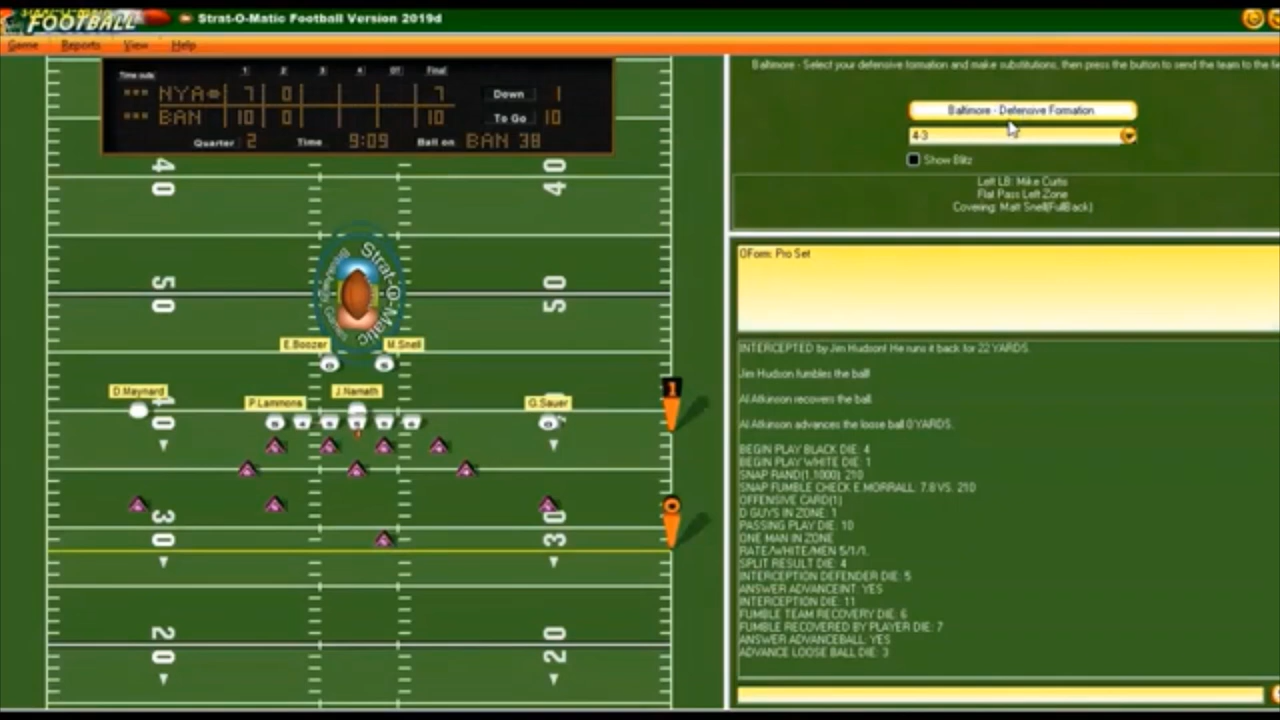 FOOTBALL
Strat-O-Matic Football Version 2019d
Game Reports View Help
Time outs 1 2 3 4 OT Final
*** NYA 7 0 7 Down 1
*** BAN 10 0 10 To Go 10
Quarter 2 Time 9:09 Ball on BAN 38
Baltimore - Select your defensive formation and make substitutions, then press the button to send the team to the
Baltimore - Defensive Formation
4-3
Show Blitz
Left LB: Mike Curtis
Flat Pass Left Zone
Covering: Matt Snell(FullBack)
40 40
50 50
Strat-O-Matic
E.Boozer M.Snell
D.Maynard P.Lammons J.Namath G.Sauer
1
30 30
20 20
OForm: Pro Set
INTERCEPTED by Jim Hudson! He runs it back for 22 YARDS.
Jim Hudson fumbles the ball!
Al Atkinson recovers the ball.
Al Atkinson advances the loose ball 0 YARDS.
BEGIN PLAY BLACK DIE: 4
BEGIN PLAY WHITE DIE: 1
SNAP RAND(1,1000): 210
SNAP FUMBLE CHECK E.MORRALL: 7.8 VS. 210
OFFENSIVE CARD(1)
D GUYS IN ZONE: 1
PASSING PLAY DIE: 10
ONE MAN IN ZONE
RATE/WHITE/MEN 5/1/1.
SPLIT RESULT DIE: 4
INTERCEPTION DEFENDER DIE: 5
ANSWER ADVANCEINT: YES
INTERCEPTION DIE: 11
FUMBLE TEAM RECOVERY DIE: 6
FUMBLE RECOVERED BY PLAYER DIE: 7
ANSWER ADVANCEBALL: YES
ADVANCE LOOSE BALL DIE: 3